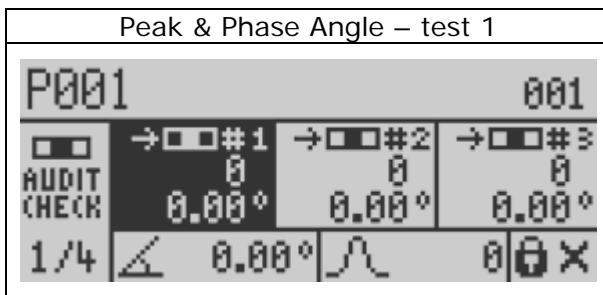 Peak & Phase Angle – test 1
P001 001
#1 #2 #3
AUDIT CHECK
0 0 0
0.00° 0.00° 0.00°
1/4 0.00° 0